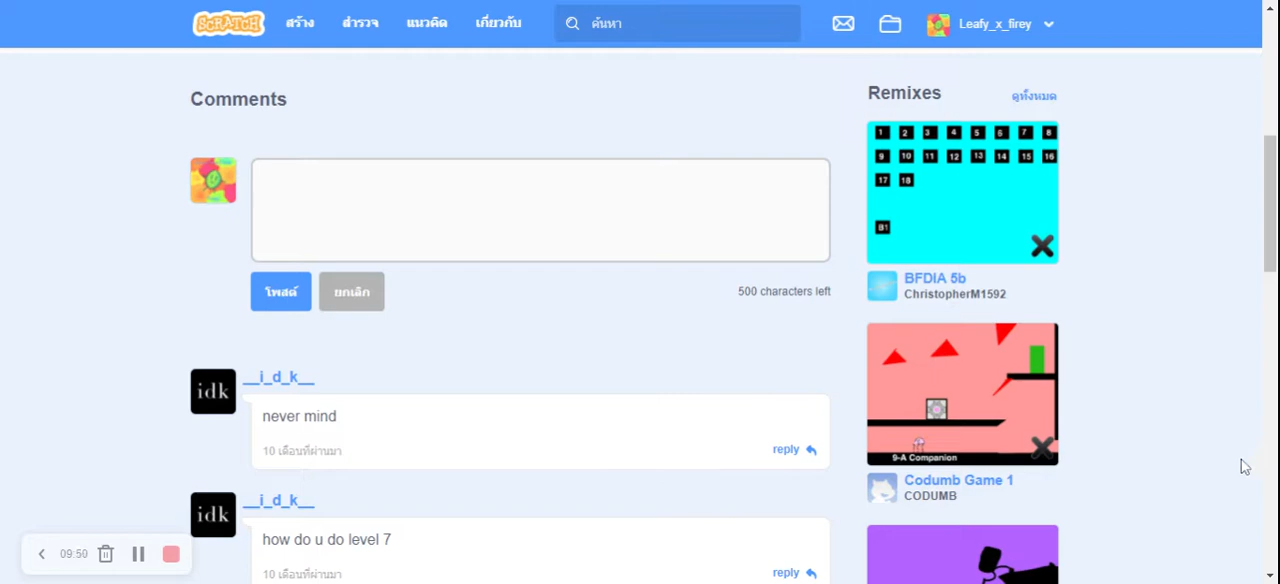 SCRATCH สร้าง สำรวจ แนวคิด เกี่ยวกับ ค้นหา Leafy_x_firey
Comments
500 characters left
โพสต์ ยกเลิก
idk __i_d_k__
never mind
10 เดือนที่ผ่านมา reply
idk __i_d_k__
how do u do level 7
10 เดือนที่ผ่านมา reply
09:50
Remixes ดูทั้งหมด
1 2 3 4 5 6 7 8
9 10 11 12 13 14 15 16
17 18
B1
BFDIA 5b
ChristopherM1592
9-A Companion
Codumb Game 1
CODUMB